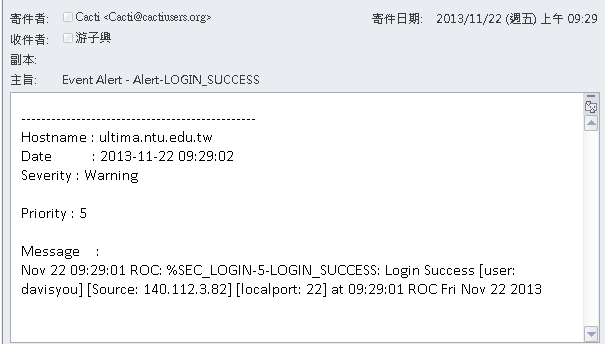 寄件者: Cacti <Cacti@cactiusers.org> 寄件日期: 2013/11/22 (週五) 上午 09:29
收件者: 游子興
副本:
主旨: Event Alert - Alert-LOGIN_SUCCESS
----------------------------------------------
Hostname : ultima.ntu.edu.tw
Date : 2013-11-22 09:29:02
Severity : Warning
Priority : 5
Message :
Nov 22 09:29:01 ROC: %SEC_LOGIN-5-LOGIN_SUCCESS: Login Success [user:
davisyou] [Source: 140.112.3.82] [localport: 22] at 09:29:01 ROC Fri Nov 22 2013